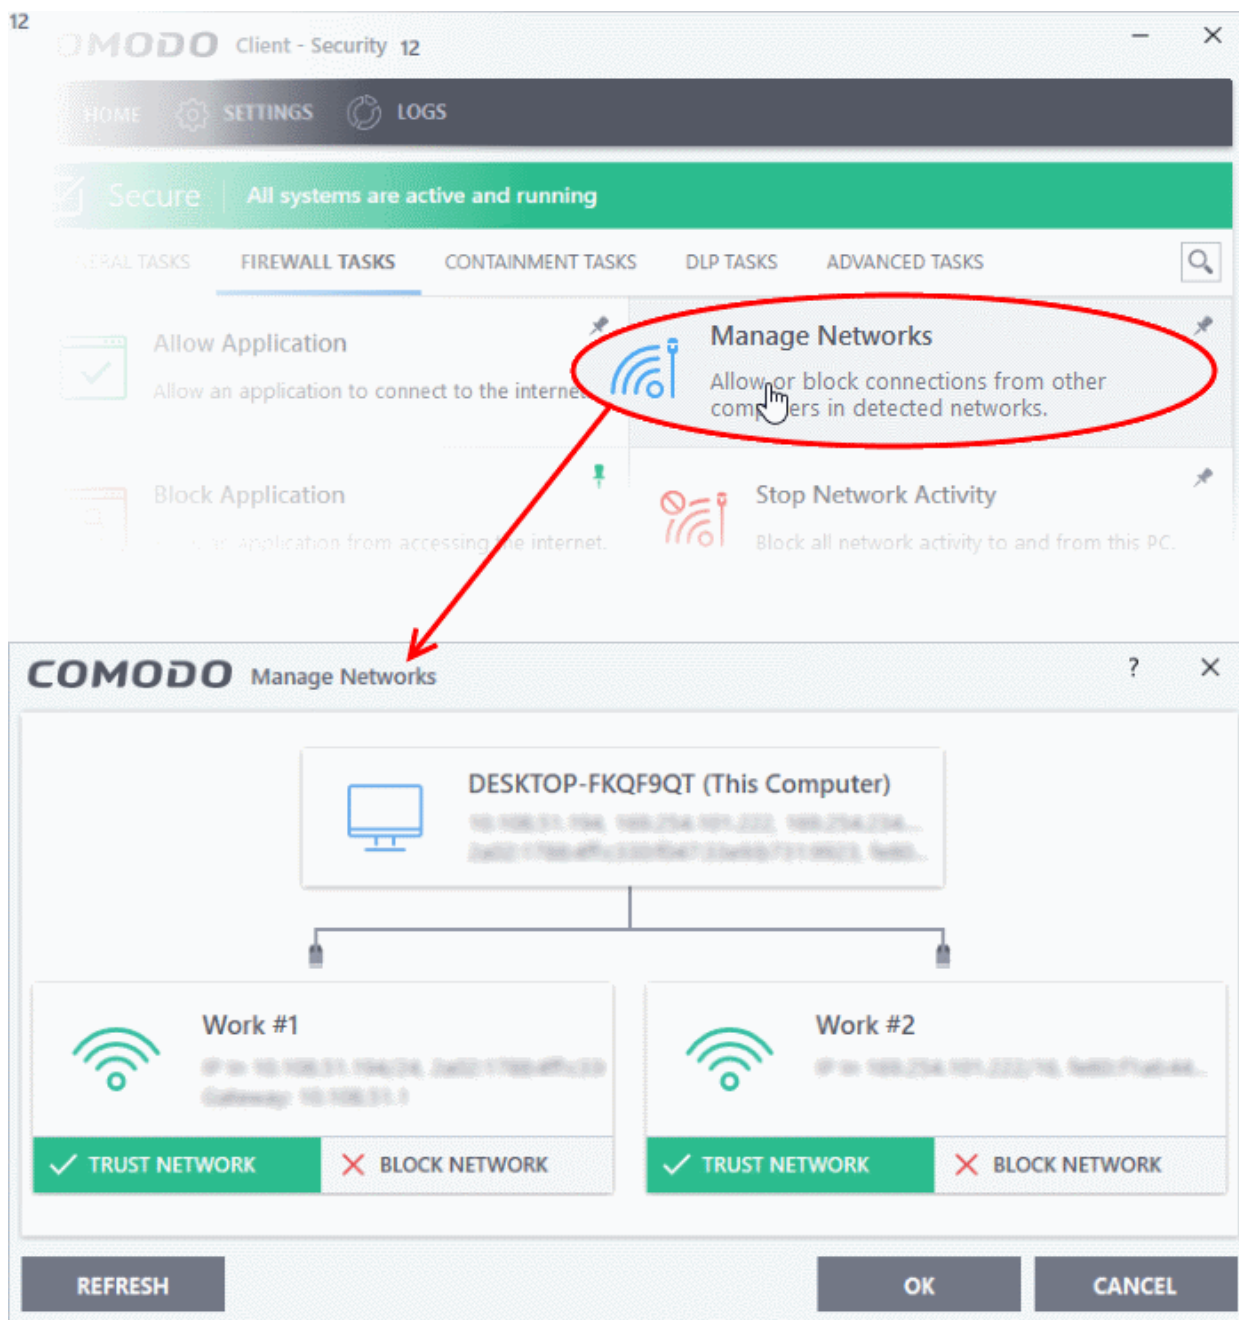 12
COMODO Client - Security 12
HOME SETTINGS LOGS
Secure All systems are active and running
GENERAL TASKS FIREWALL TASKS CONTAINMENT TASKS DLP TASKS ADVANCED TASKS
Allow Application
Allow an application to connect to the internet.
Manage Networks
Allow or block connections from other
computers in detected networks.
Block Application
an application from accessing the internet.
Stop Network Activity
Block all network activity to and from this PC.
COMODO Manage Networks ?
DESKTOP-FKQF9QT (This Computer)
Work #1
Work #2
TRUST NETWORK BLOCK NETWORK TRUST NETWORK BLOCK NETWORK
REFRESH OK CANCEL